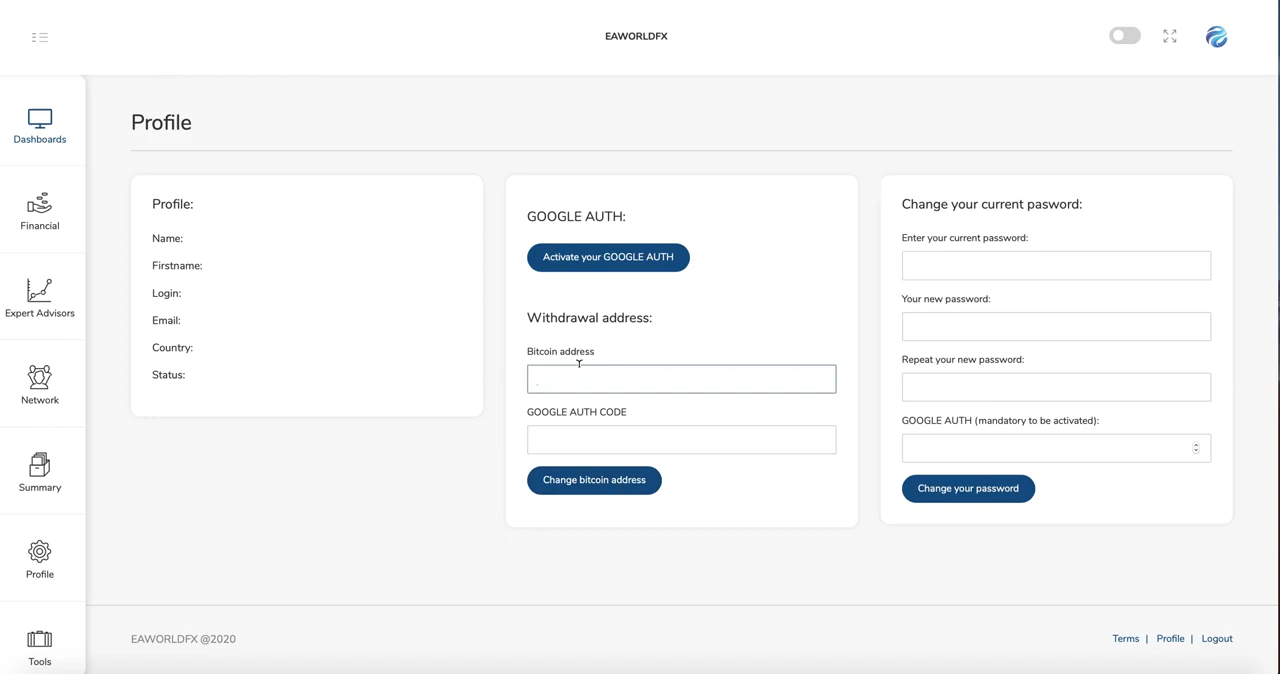 EAWORLDFX
Dashboards
Financial
Expert Advisors
Network
Summary
Profile
Tools
Profile
Profile:
Name:
Firstname:
Login:
Email:
Country:
Status:
GOOGLE AUTH:
Activate your GOOGLE AUTH
Withdrawal address:
Bitcoin address
GOOGLE AUTH CODE
Change bitcoin address
Change your current pasword:
Enter your current password:
Your new password:
Repeat your new password:
GOOGLE AUTH (mandatory to be activated):
Change your password
EAWORLDFX @2020
Terms | Profile | Logout